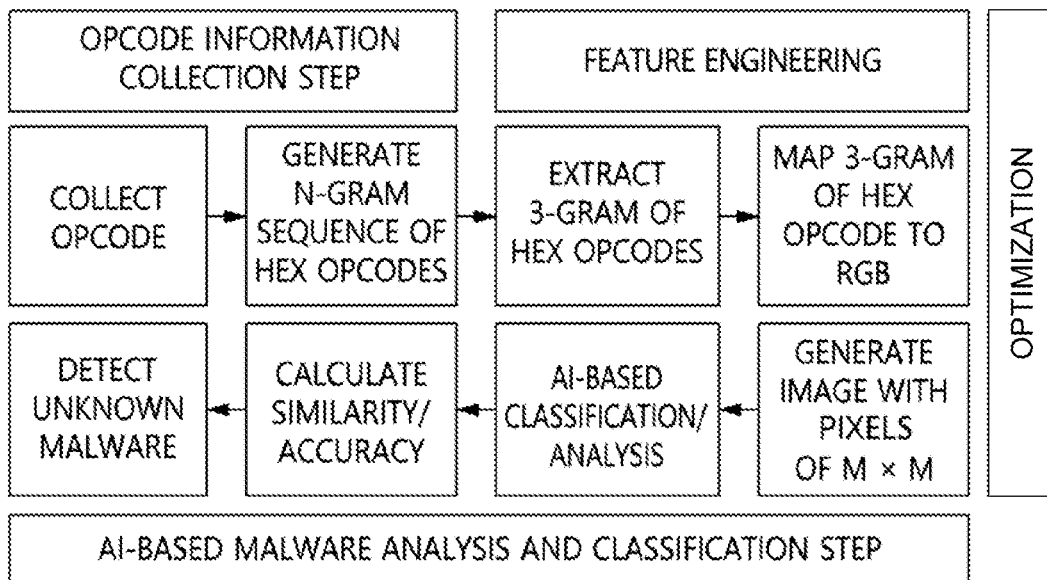 OPCODE INFORMATION
COLLECTION STEP
FEATURE ENGINEERING
COLLECT
OPCODE
GENERATE
N-GRAM
SEQUENCE OF
HEX OPCODES
EXTRACT
3-GRAM OF
HEX OPCODES
MAP 3-GRAM
OF HEX
OPCODE TO
RGB
OPTIMIZATION
DETECT
UNKNOWN
MALWARE
CALCULATE
SIMILARITY/
ACCURACY
AI-BASED
CLASSIFICATION/
ANALYSIS
GENERATE
IMAGE WITH
PIXELS
OF M × M
AI-BASED MALWARE ANALYSIS AND CLASSIFICATION STEP